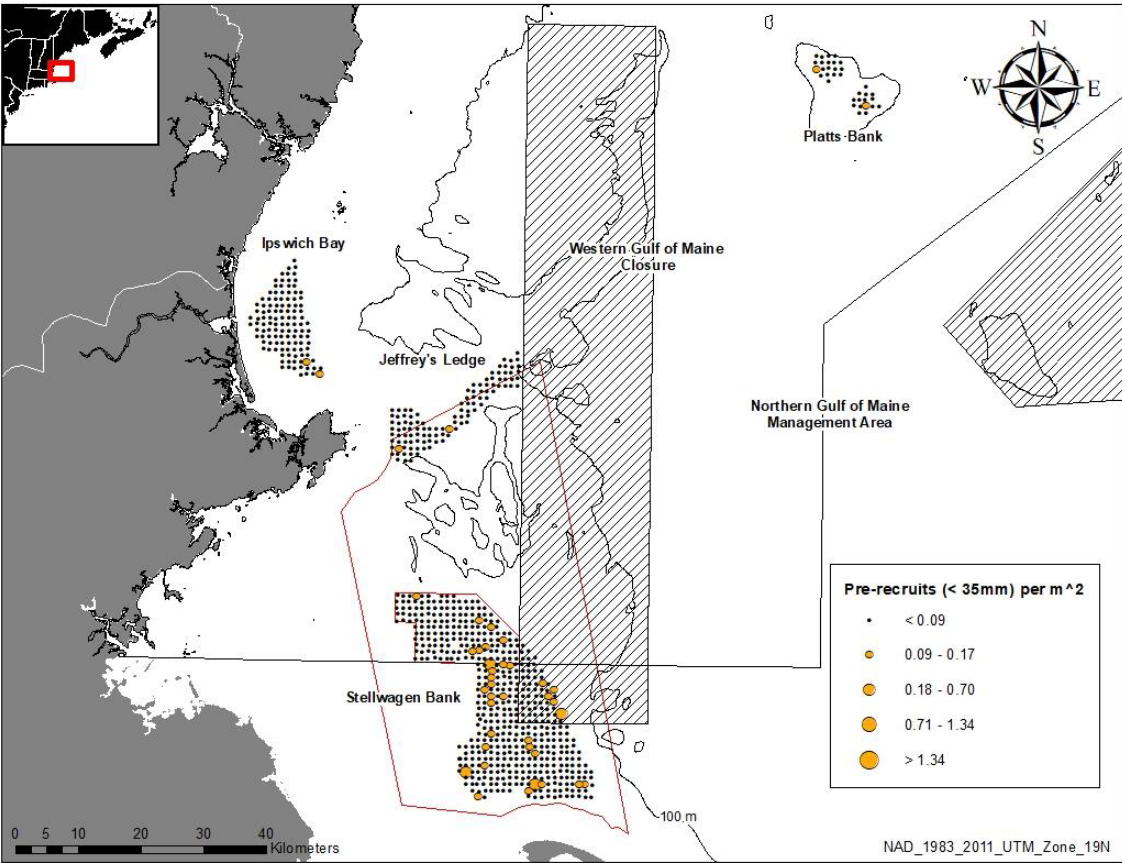 N
W
E
S
Platts Bank
Ipswich Bay
Western Gulf of Maine
Closure
Jeffrey's Ledge
Northern Gulf of Maine
Management Area
Pre-recruits (< 35mm) per m^2
< 0.09
0.09 - 0.17
0.18 - 0.70
0.71 - 1.34
> 1.34
Stellwagen Bank
100 m
0 5 10 20 30 40
Kilometers
NAD_1983_2011_UTM_Zone_19N